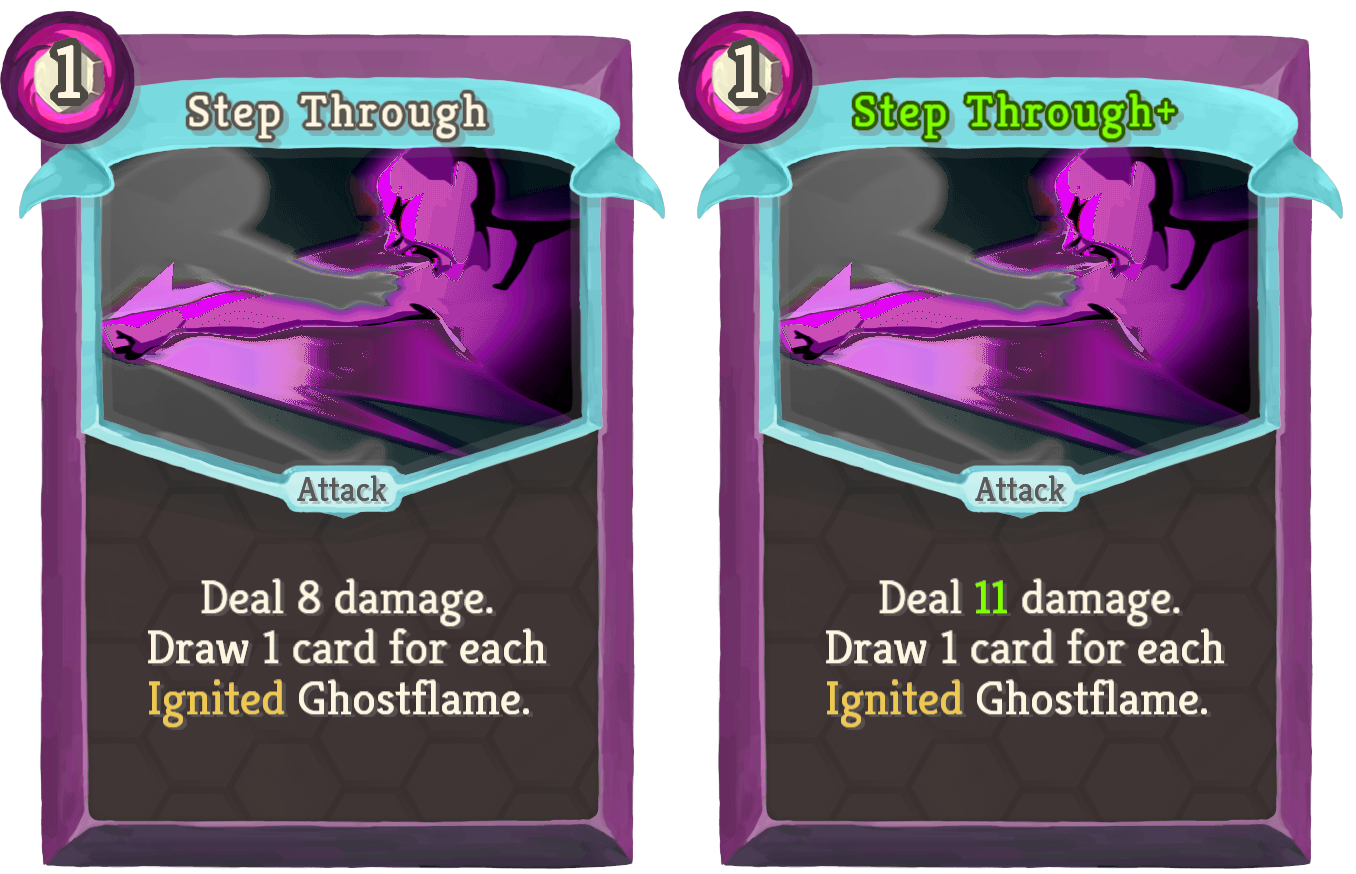 1
Step Through
Attack
Deal 8 damage.
Draw 1 card for each
Ignited Ghostflame.
1
Step Through+
Attack
Deal 11 damage.
Draw 1 card for each
Ignited Ghostflame.